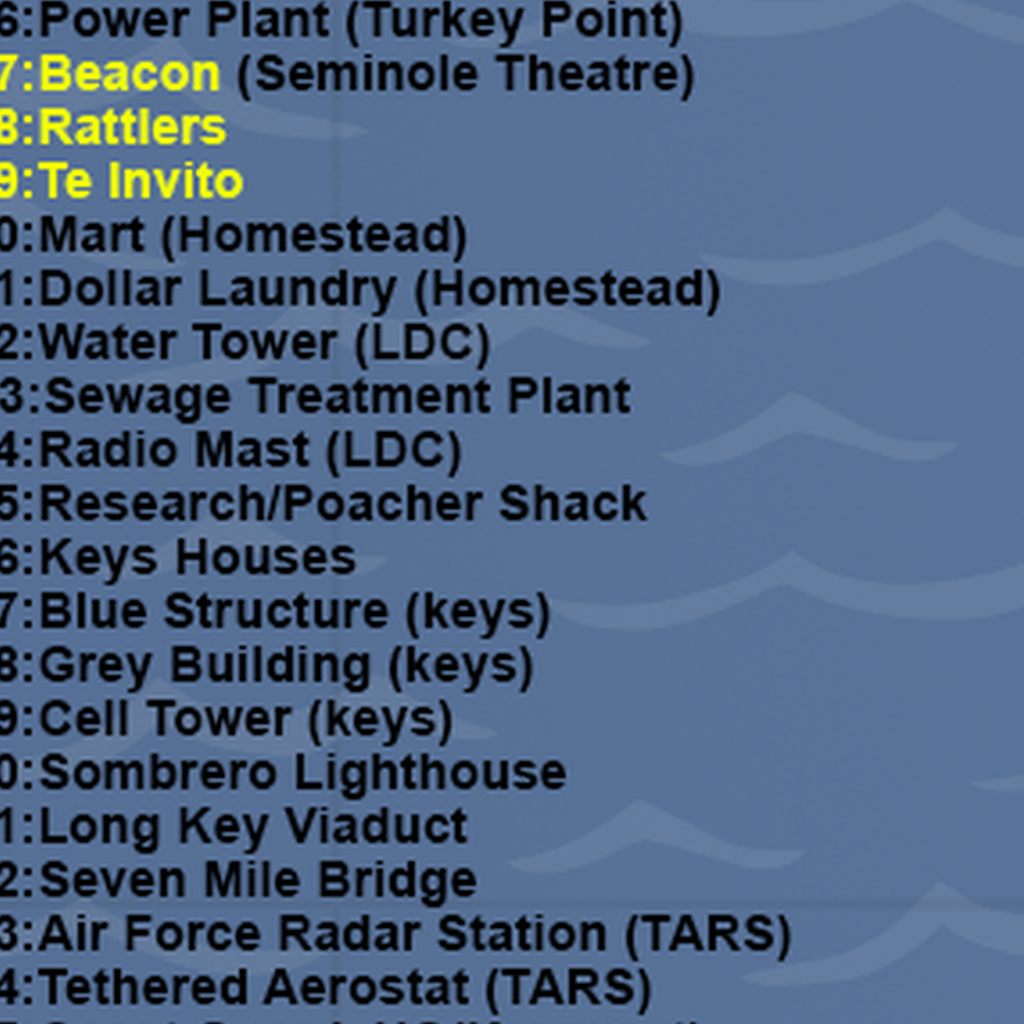 6:Power Plant (Turkey Point)
7:Beacon (Seminole Theatre)
8:Rattlers
9:Te Invito
0:Mart (Homestead)
1:Dollar Laundry (Homestead)
2:Water Tower (LDC)
3:Sewage Treatment Plant
4:Radio Mast (LDC)
5:Research/Poacher Shack
6:Keys Houses
7:Blue Structure (keys)
8:Grey Building (keys)
9:Cell Tower (keys)
0:Sombrero Lighthouse
1:Long Key Viaduct
2:Seven Mile Bridge
3:Air Force Radar Station (TARS)
4:Tethered Aerostat (TARS)